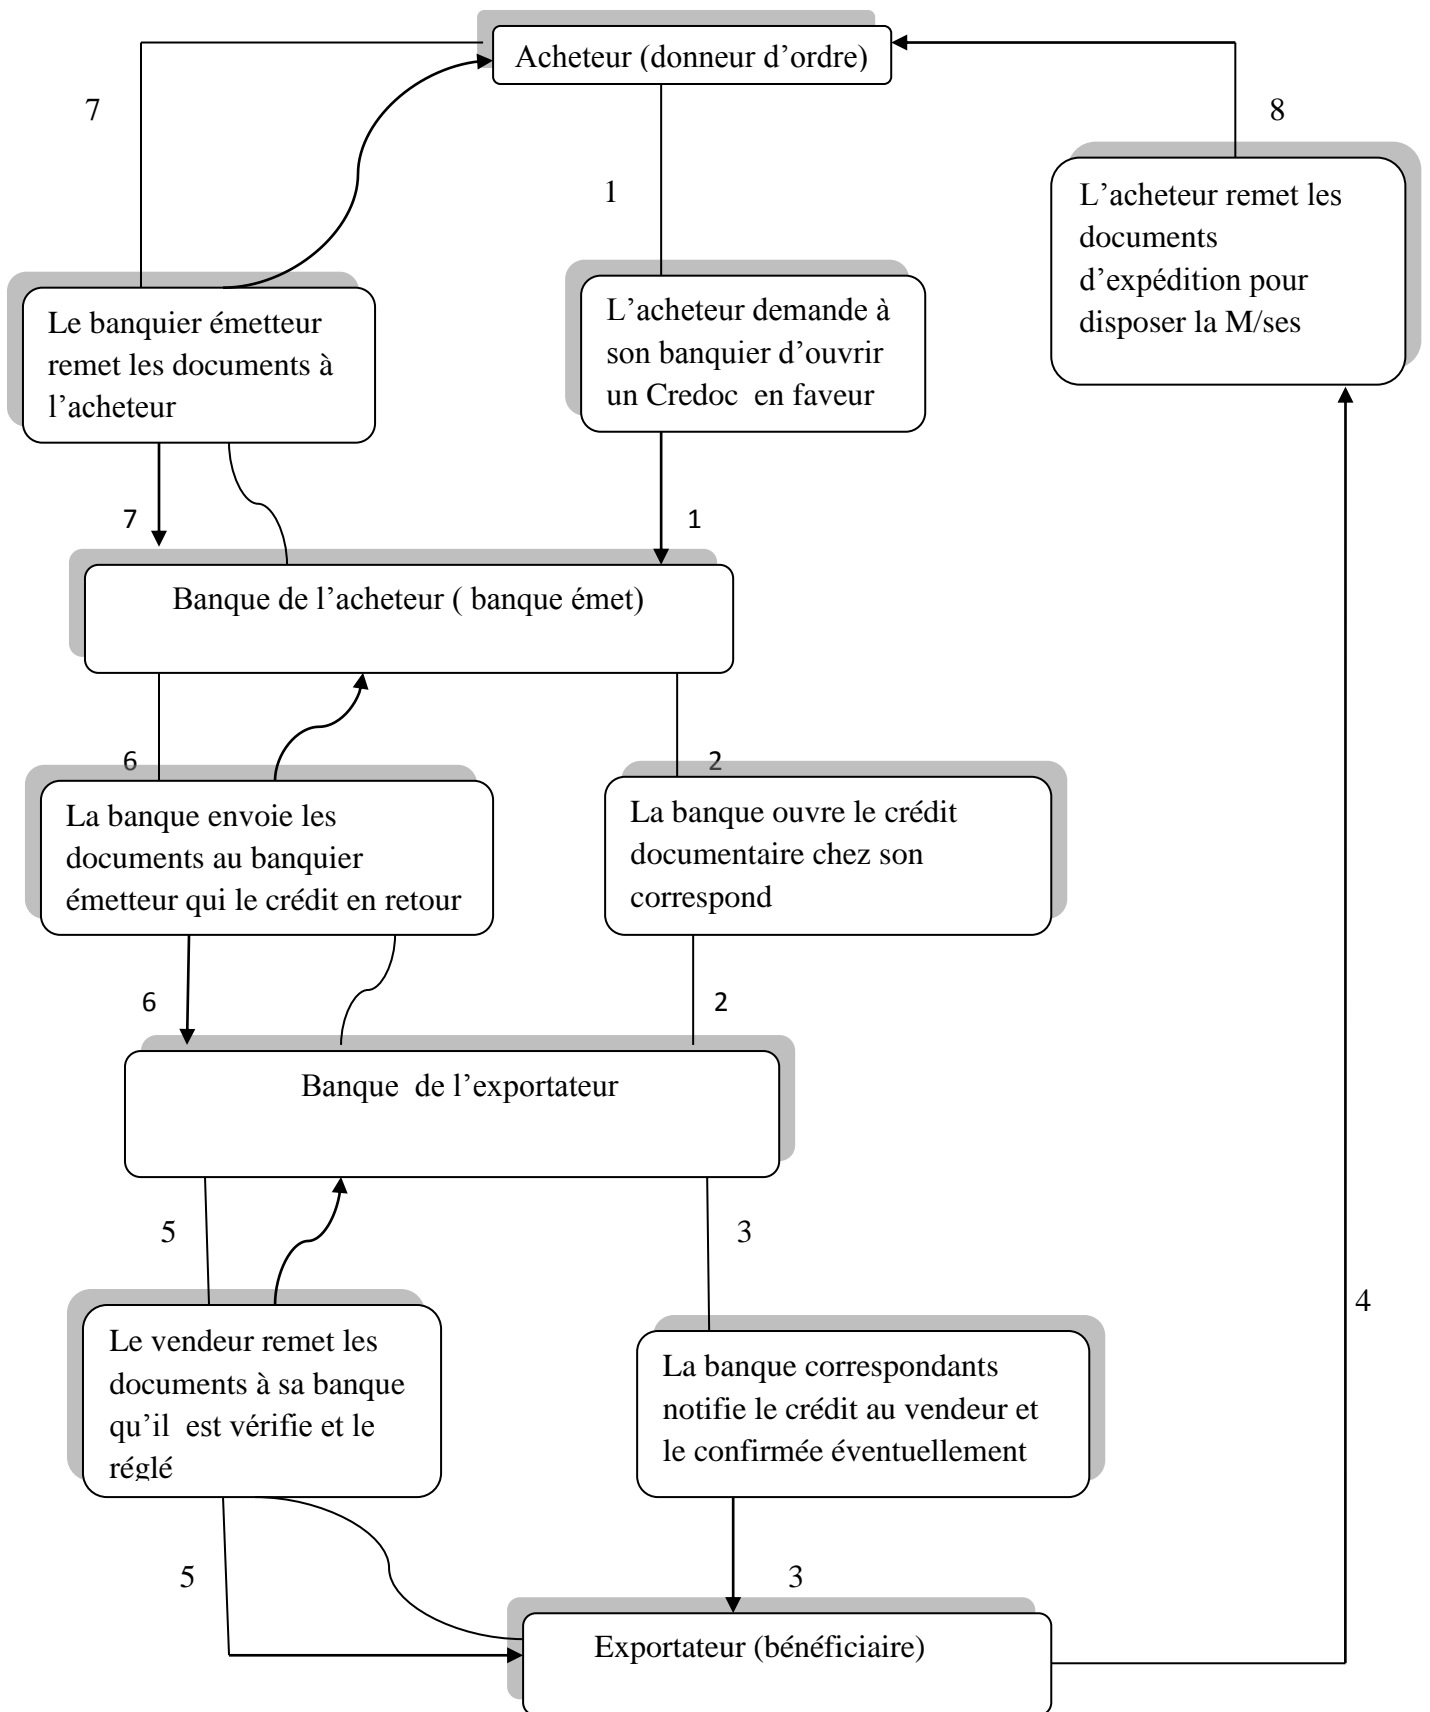 Acheteur (donneur d’ordre)
7
8
1
L’acheteur remet les
documents
d’expédition pour
disposer la M/ses
Le banquier émetteur
remet les documents à
l’acheteur
L’acheteur demande à
son banquier d’ouvrir
un Credoc en faveur
7
1
Banque de l’acheteur ( banque émet)
6
2
La banque envoie les
documents au banquier
émetteur qui le crédit en retour
La banque ouvre le crédit
documentaire chez son
correspond
6
2
Banque de l’exportateur
5
3
4
Le vendeur remet les
documents à sa banque
qu’il est vérifie et le
réglé
La banque correspondants
notifie le crédit au vendeur et
le confirmée éventuellement
5
3
Exportateur (bénéficiaire)